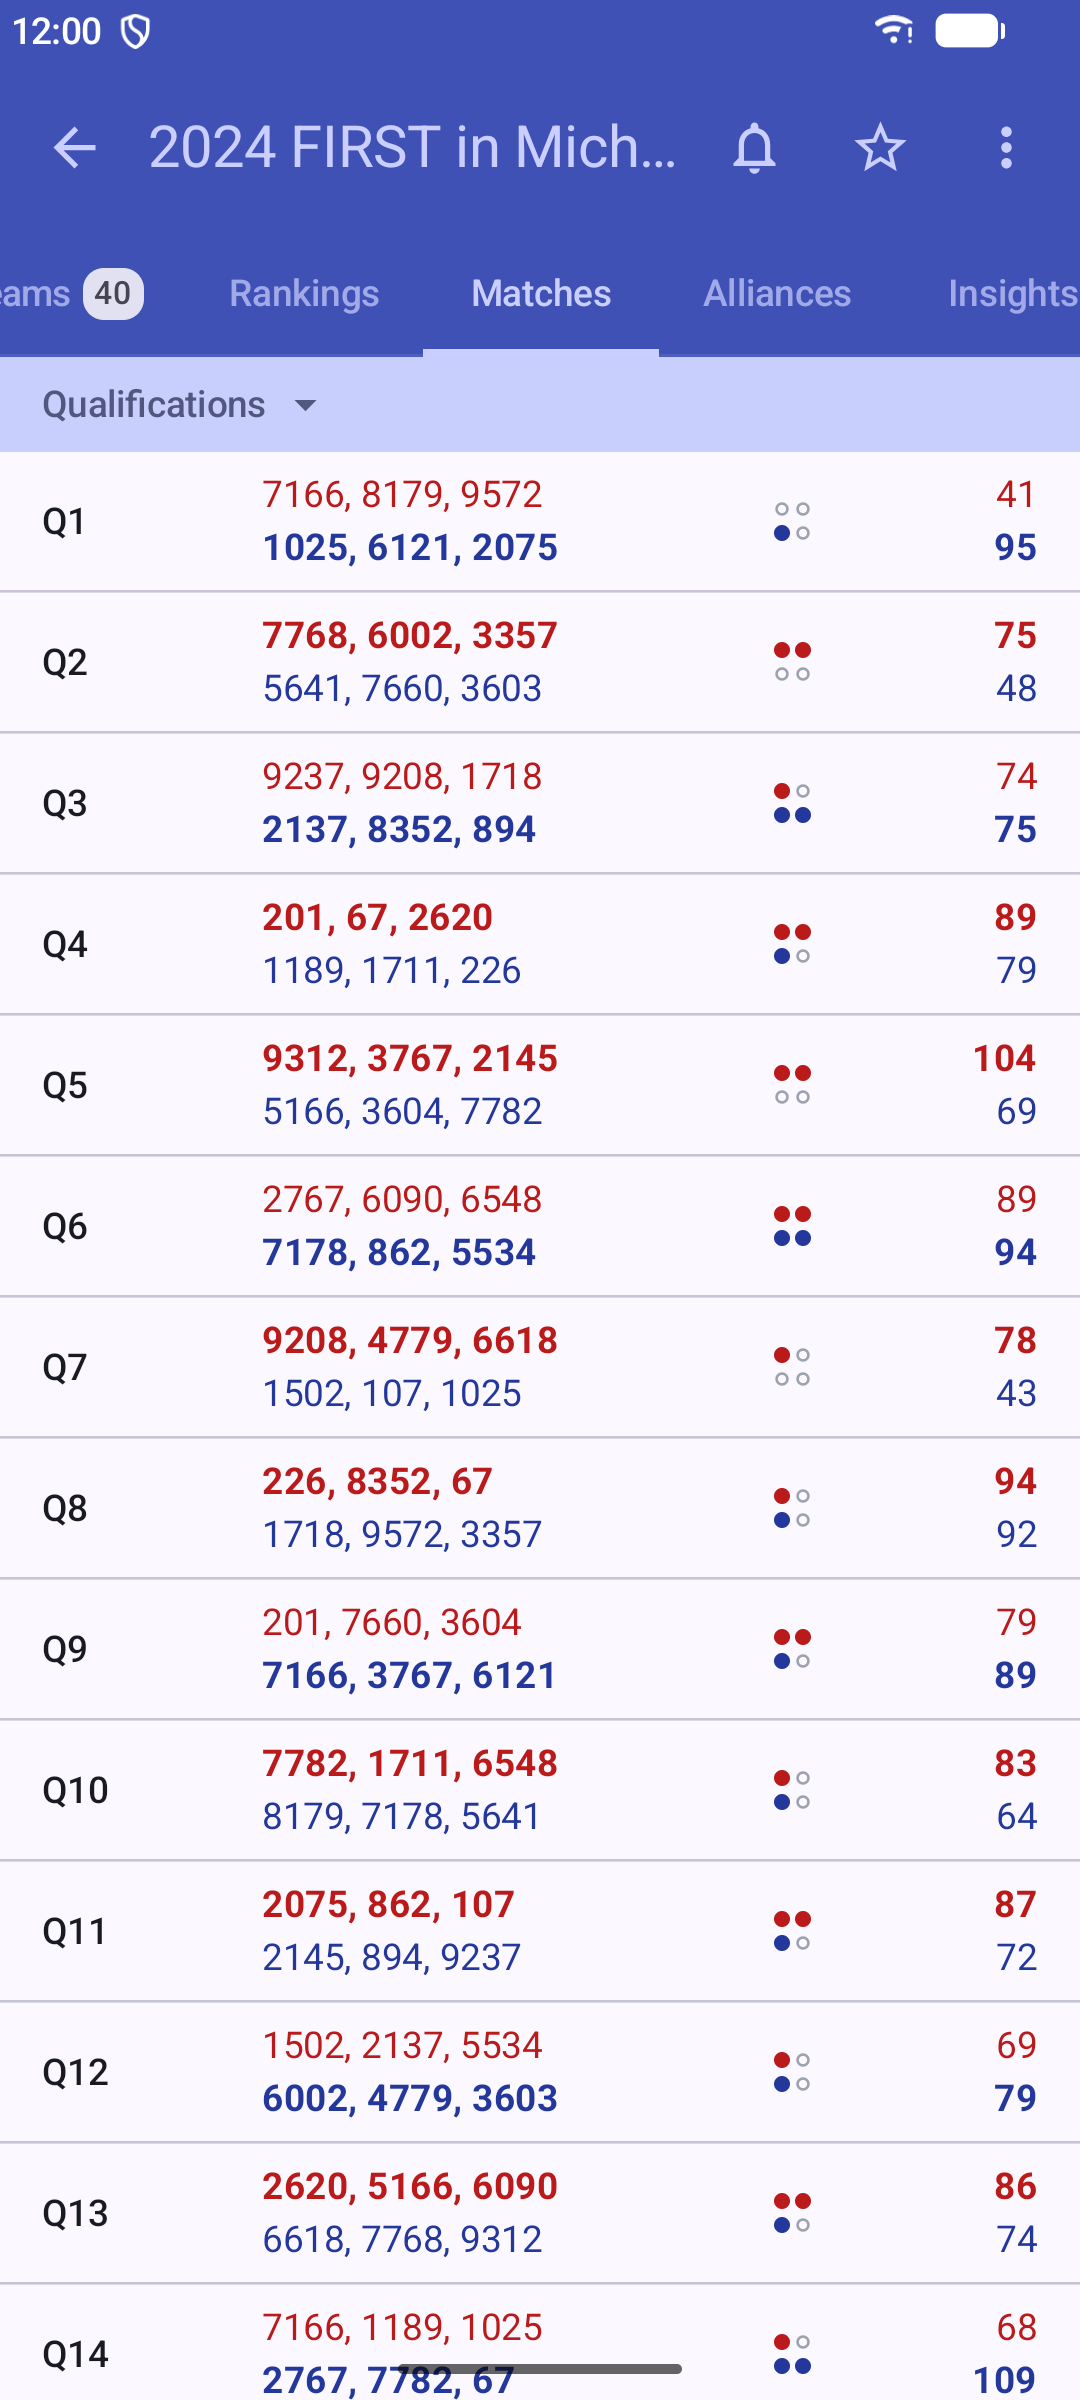 12:00
2024 FIRST in Mich...
eams 40 Rankings Matches Alliances Insights
Qualifications
7166, 8179, 9572 41
Q1
1025, 6121, 2075 95
7768, 6002, 3357 75
Q2
5641, 7660, 3603 48
9237, 9208, 1718 74
Q3
2137, 8352, 894 75
201, 67, 2620 89
Q4
1189, 1711, 226 79
9312, 3767, 2145 104
Q5
5166, 3604, 7782 69
2767, 6090, 6548 89
Q6
7178, 862, 5534 94
9208, 4779, 6618 78
Q7
1502, 107, 1025 43
226, 8352, 67 94
Q8
1718, 9572, 3357 92
201, 7660, 3604 79
Q9
7166, 3767, 6121 89
7782, 1711, 6548 83
Q10
8179, 7178, 5641 64
2075, 862, 107 87
Q11
2145, 894, 9237 72
1502, 2137, 5534 69
Q12
6002, 4779, 3603 79
2620, 5166, 6090 86
Q13
6618, 7768, 9312 74
7166, 1189, 1025 68
Q14
2767, 7782, 67 109